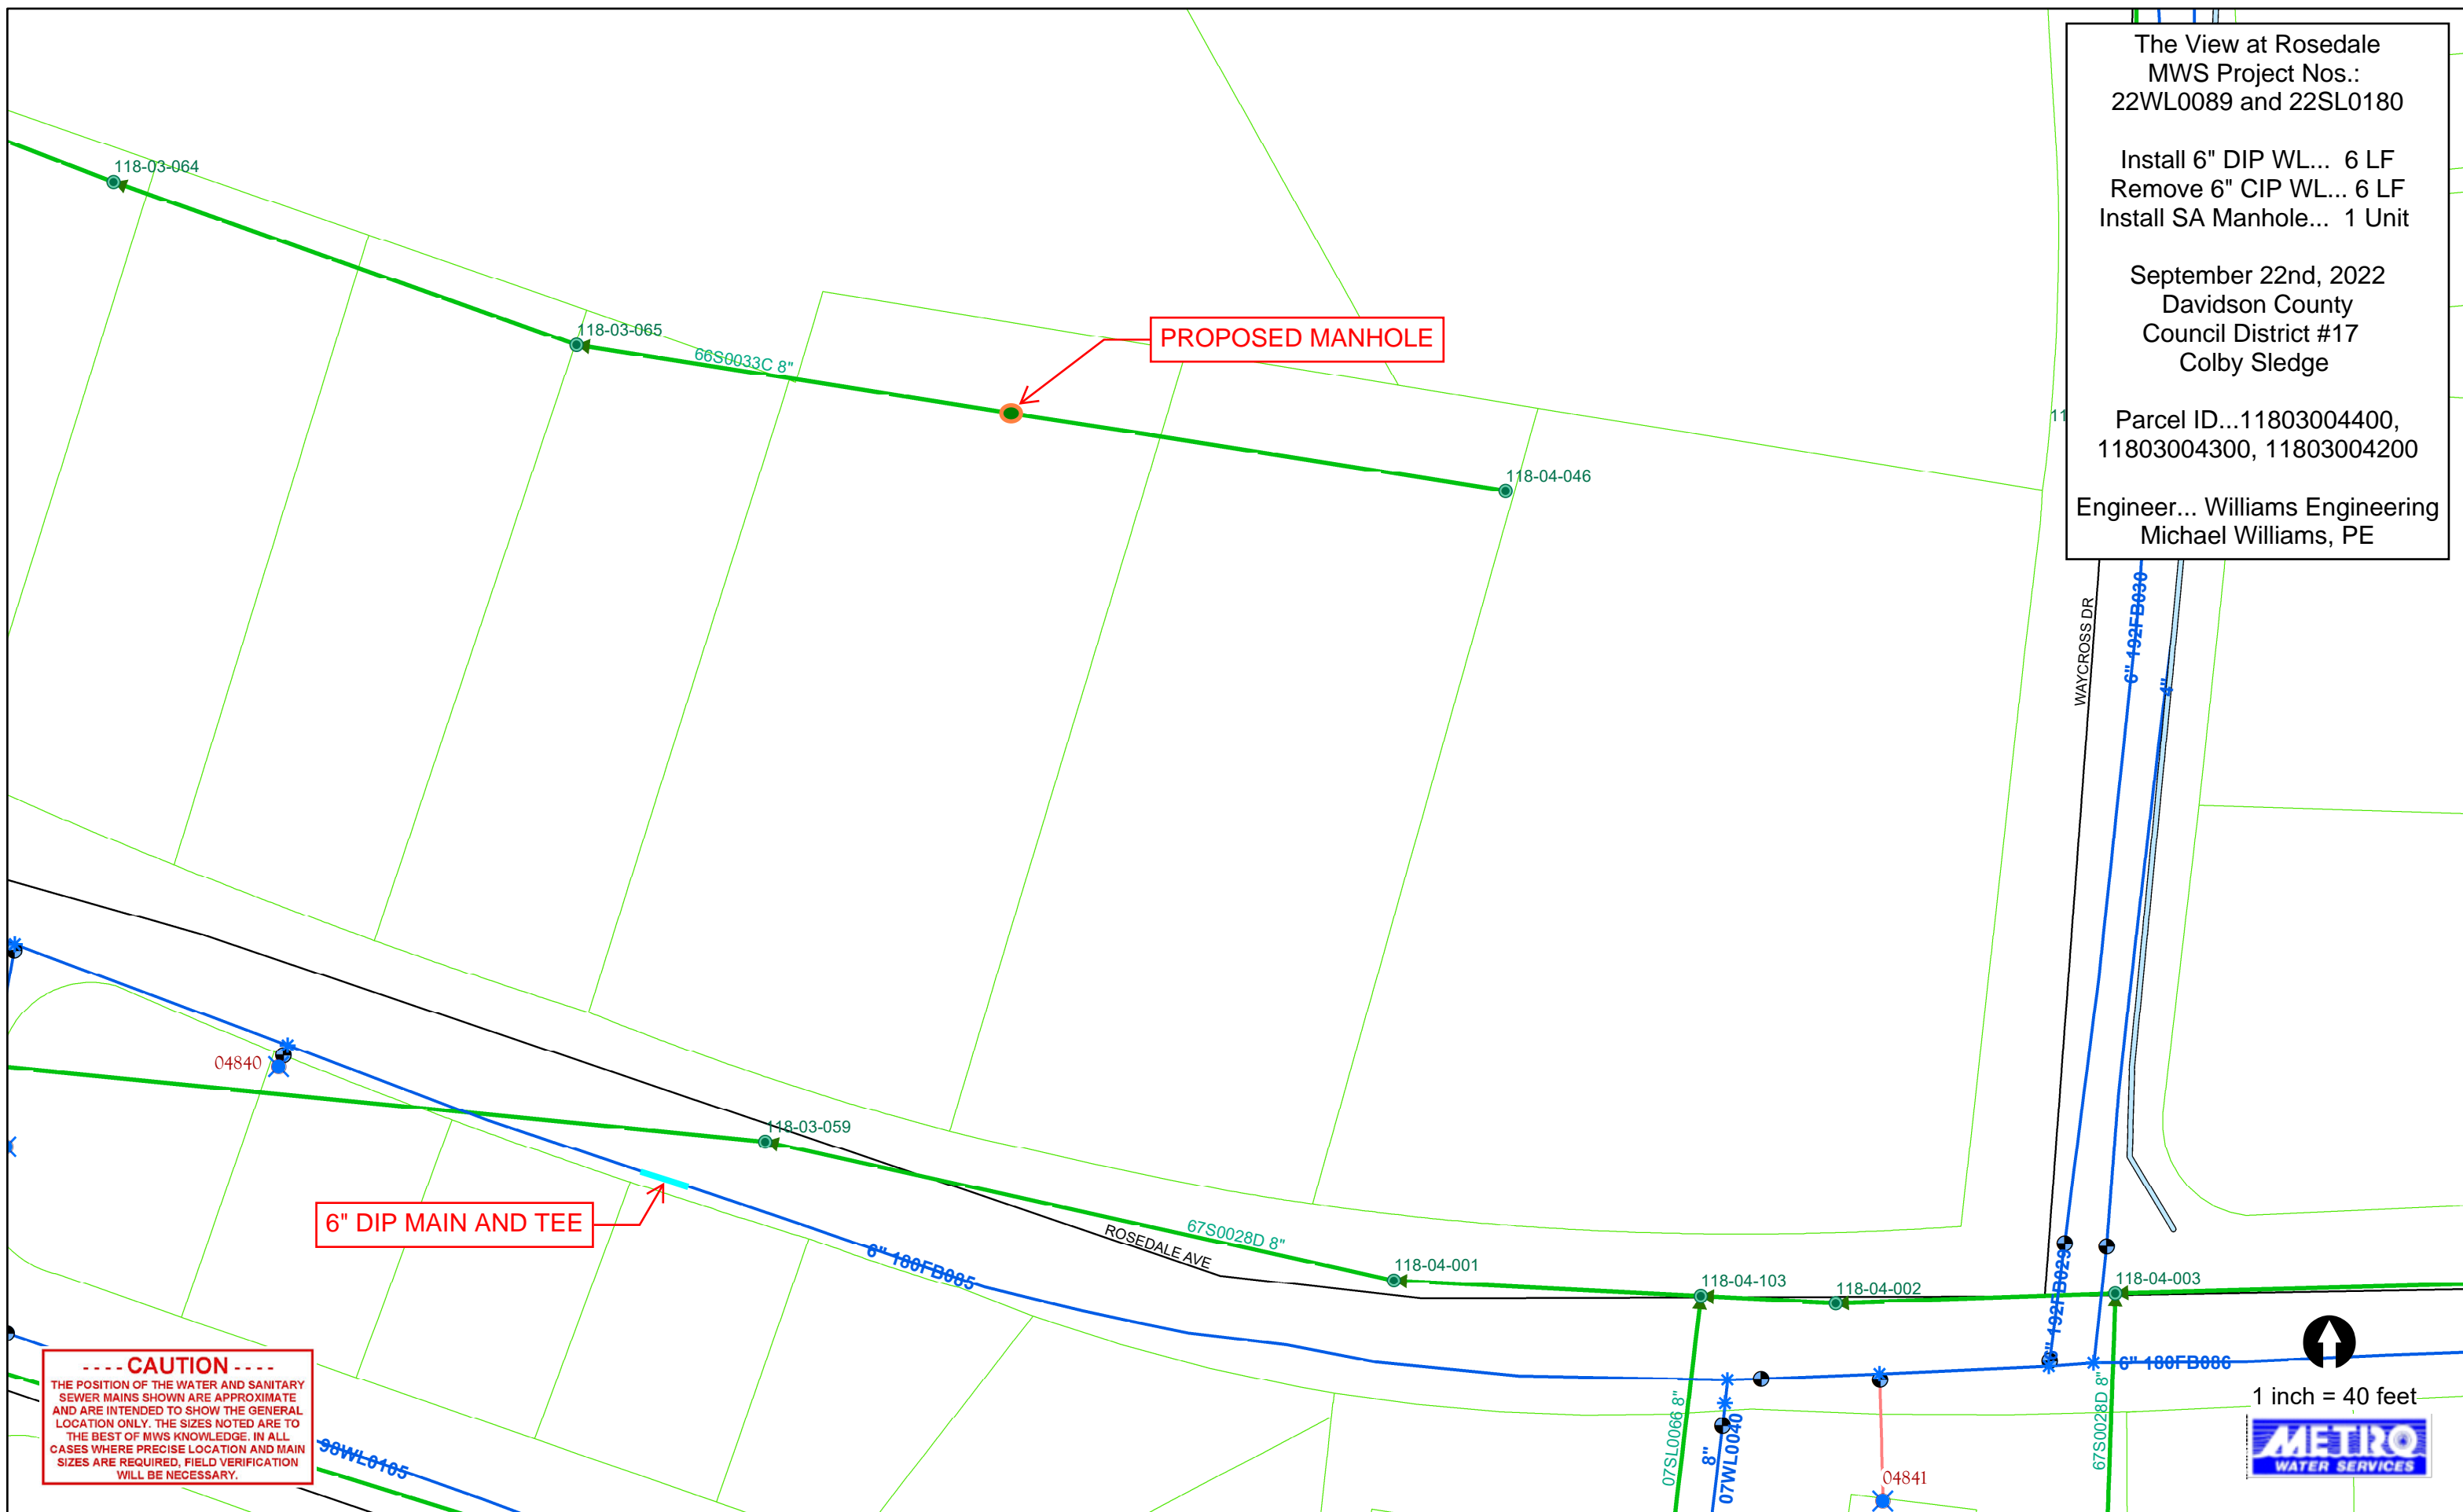 The View at Rosedale
MWS Project Nos.:
22WL0089 and 22SL0180
Install 6" DIP WL... 6 LF
Remove 6" CIP WL... 6 LF
Install SA Manhole... 1 Unit
September 22nd, 2022
Davidson County
Council District #17
Colby Sledge
Parcel ID...11803004400,
11803004300, 11803004200
Engineer... Williams Engineering
Michael Williams, PE
118-03-064
118-03-065
66S0033C 8"
PROPOSED MANHOLE
11
118-04-046
6" 192FB030
4"
WAYCROSS DR
04840
118-03-059
6" DIP MAIN AND TEE
6" 180FB085
ROSEDALE AVE
67S0028D 8"
118-04-001
118-04-103
118-04-002
118-04-003
192FB029
6" 180FB086
07SL0066 8"
8"
07WL0040
67S0028D 8"
04841
98WL0105
- - - - CAUTION - - - -
THE POSITION OF THE WATER AND SANITARY
SEWER MAINS SHOWN ARE APPROXIMATE
AND ARE INTENDED TO SHOW THE GENERAL
LOCATION ONLY. THE SIZES NOTED ARE TO
THE BEST OF MWS KNOWLEDGE. IN ALL
CASES WHERE PRECISE LOCATION AND MAIN
SIZES ARE REQUIRED, FIELD VERIFICATION
WILL BE NECESSARY.
1 inch = 40 feet
METRO
WATER SERVICES